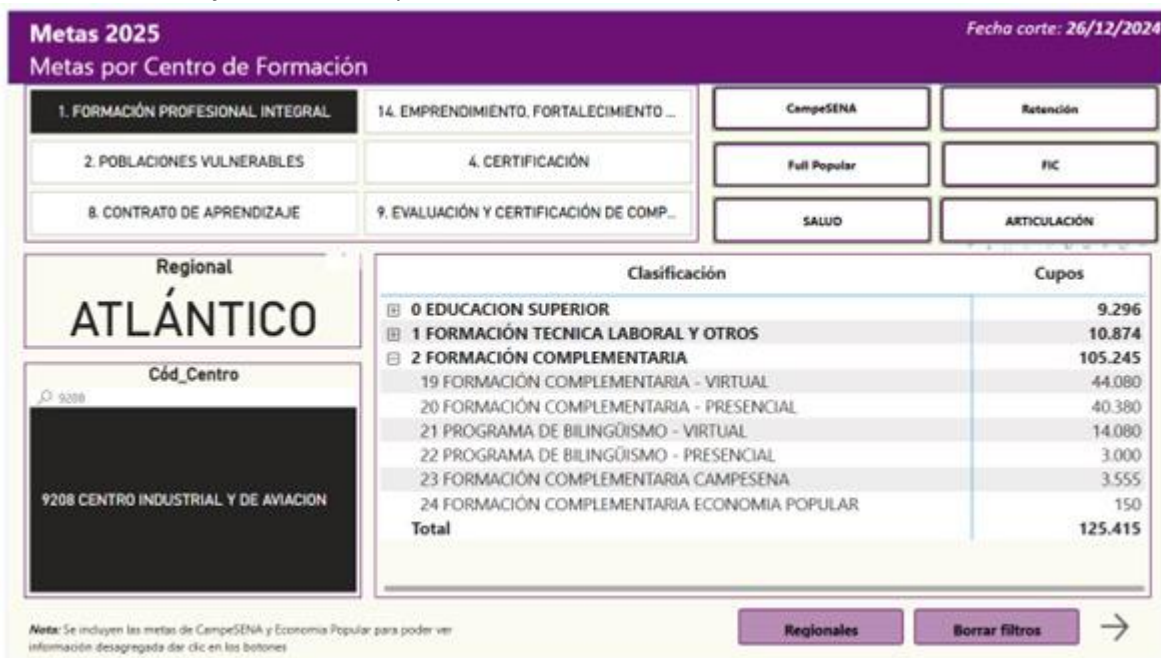 Metas 2025
Fecha corte: 26/12/2024
Metas por Centro de Formación
1. FORMACIÓN PROFESIONAL INTEGRAL
14. EMPRENDIMIENTO, FORTALECIMIENTO ...
CampeSENA
Retención
2. POBLACIONES VULNERABLES
4. CERTIFICACIÓN
Full Popular
FIC
8. CONTRATO DE APRENDIZAJE
9. EVALUACIÓN Y CERTIFICACIÓN DE COMP...
SALUD
ARTICULACIÓN
Regional
ATLÁNTICO
Cód_Centro
9208
9208 CENTRO INDUSTRIAL Y DE AVIACION
Clasificación Cupos
0 EDUCACION SUPERIOR 9.296
1 FORMACIÓN TECNICA LABORAL Y OTROS 10.874
2 FORMACIÓN COMPLEMENTARIA 105.245
19 FORMACIÓN COMPLEMENTARIA - VIRTUAL 44.080
20 FORMACIÓN COMPLEMENTARIA - PRESENCIAL 40.380
21 PROGRAMA DE BILINGÜISMO - VIRTUAL 14.080
22 PROGRAMA DE BILINGÜISMO - PRESENCIAL 3.000
23 FORMACIÓN COMPLEMENTARIA CAMPESENA 3.555
24 FORMACIÓN COMPLEMENTARIA ECONOMIA POPULAR 150
Total 125.415
Nota: Se incluyen las metas de CampeSENA y Economia Popular para poder ver
información desagregada dar clic en los botones
Regionales
Borrar filtros